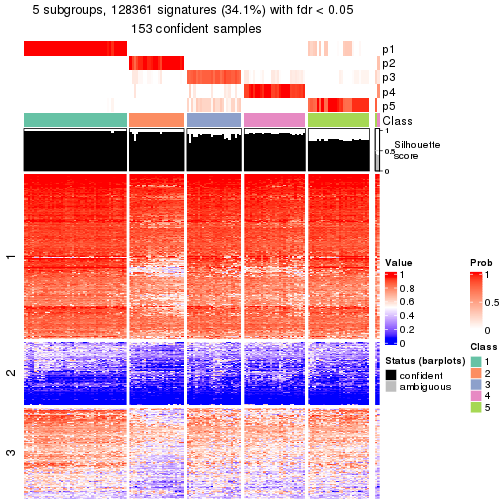 5 subgroups, 128361 signatures (34.1%) with fdr < 0.05
153 confident samples
p1
p2
p3
p4
p5
Class
1
0.5
0
Silhouette
score
1
2
3
Value
1
0.8
0.6
0.4
0.2
0
Status (barplots)
confident
ambiguous
Prob
1
0.5
0
Class
1
2
3
4
5